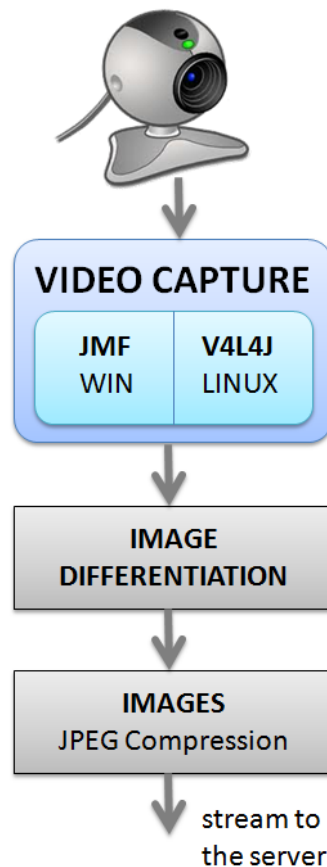 VIDEO CAPTURE
JMF V4L4J
WIN LINUX
IMAGE
DIFFERENTIATION
IMAGES
JPEG Compression
stream to
the server